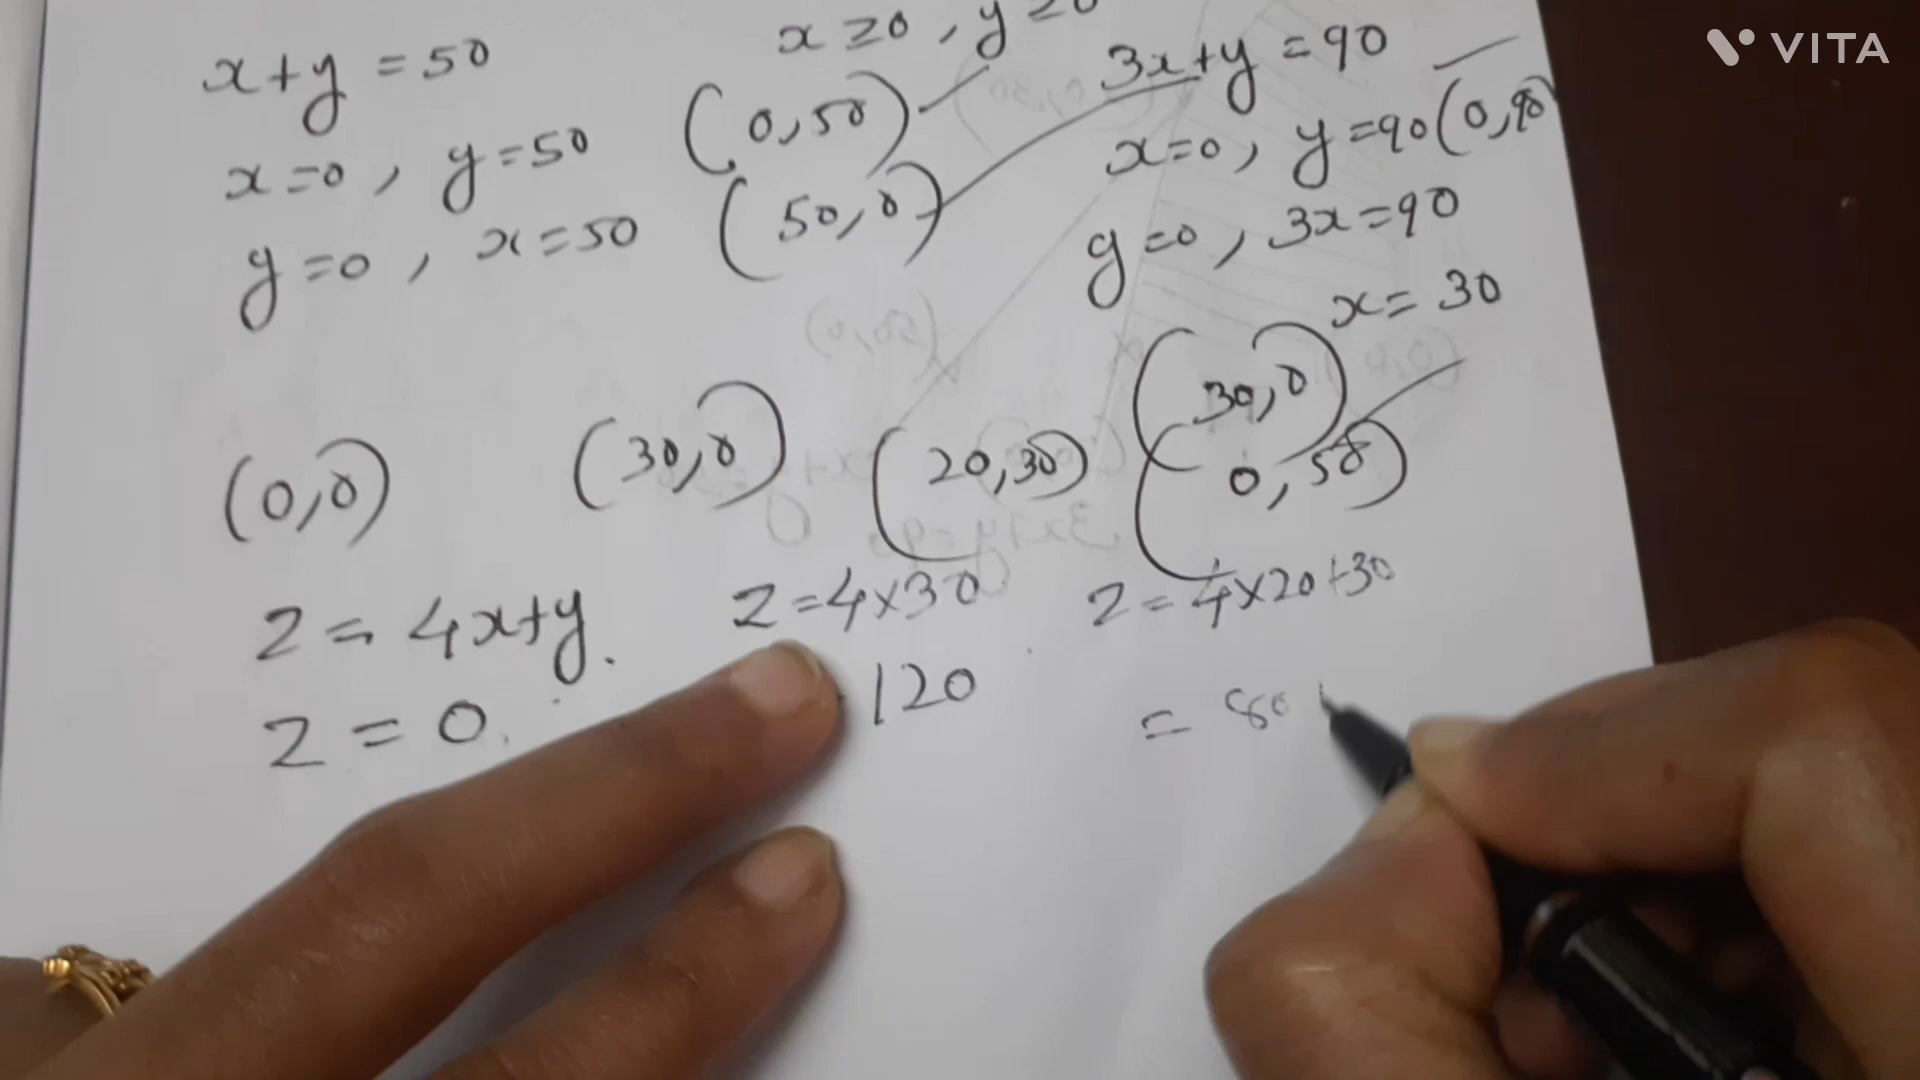 VITA
x ≥ 0, y ≥ 0
x+y = 50
x=0, y=50 (0,50)
y=0, x=50 (50,0)
3x+y = 90
x=0, y=90 (0,90)
y=0, 3x=90
x= 30
(30,0)
(0,0) (30,0) (20,30) (0,50)
Z = 4x+y.
Z = 0.
Z = 4×30
120
Z = 4×20+30
= 80